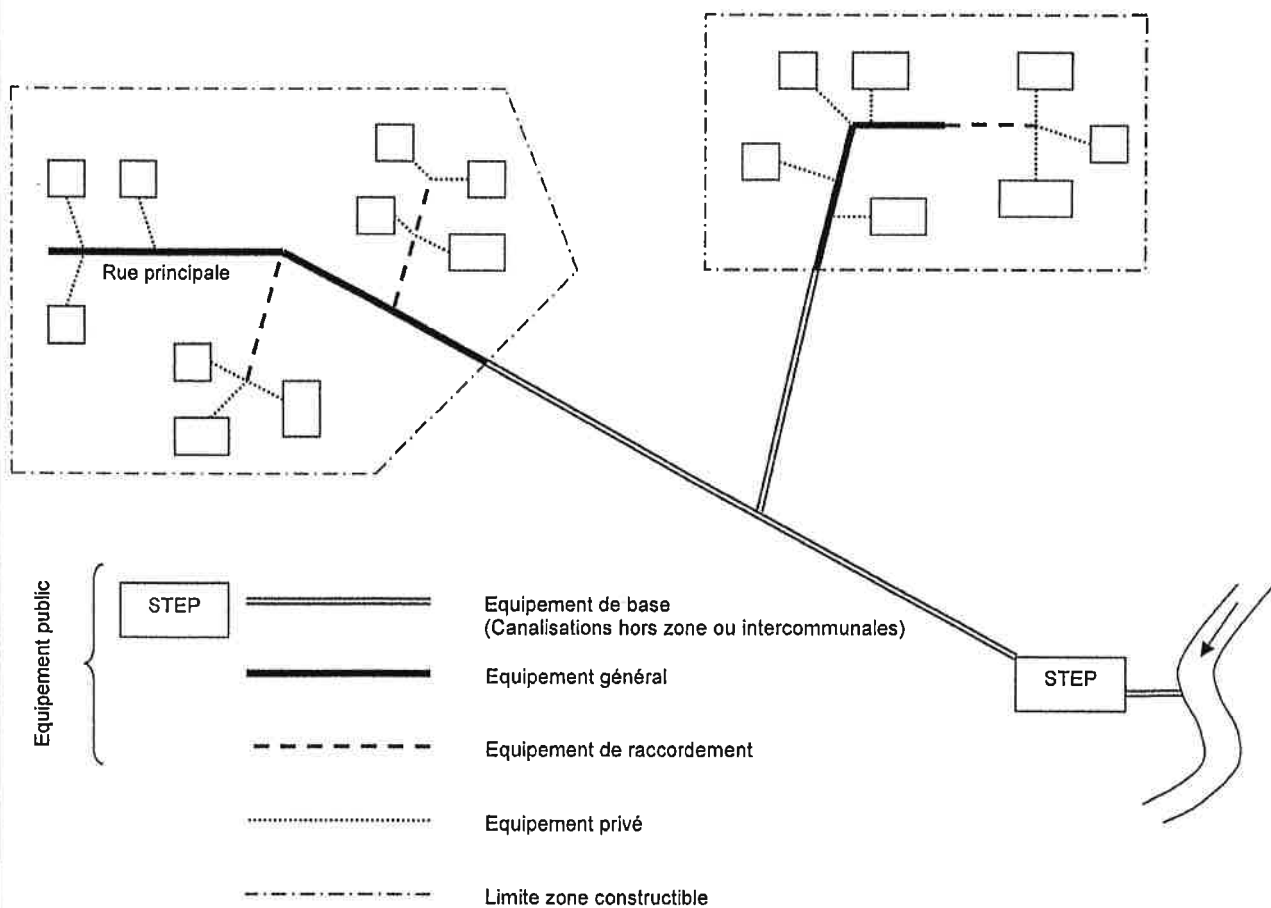 Rue principale
Equipement public
STEP
Equipement de base
(Canalisations hors zone ou intercommunales)
STEP
Equipement général
Equipement de raccordement
Equipement privé
Limite zone constructible